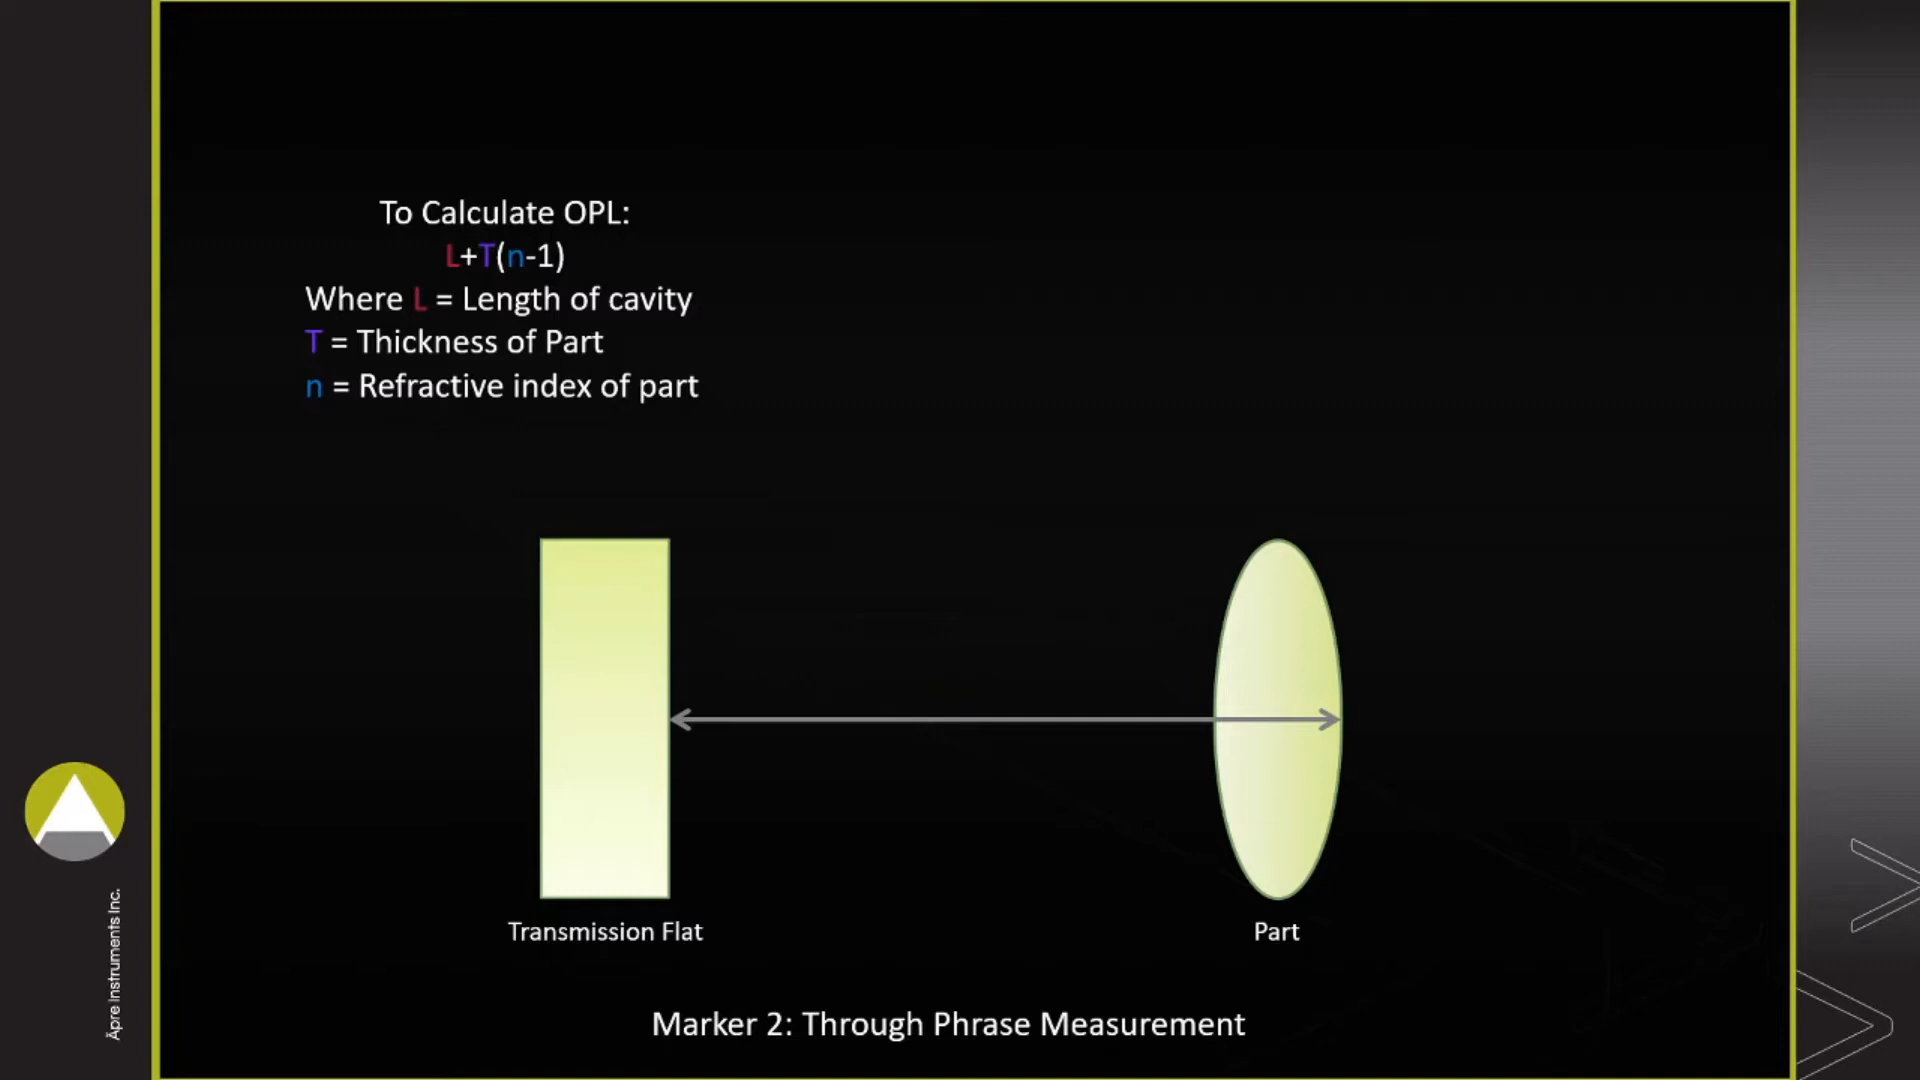 To Calculate OPL:
L+T(n-1)
Where L = Length of cavity
T = Thickness of Part
n = Refractive index of part
Transmission Flat
Part
Marker 2: Through Phrase Measurement
Äpre Instruments Inc.